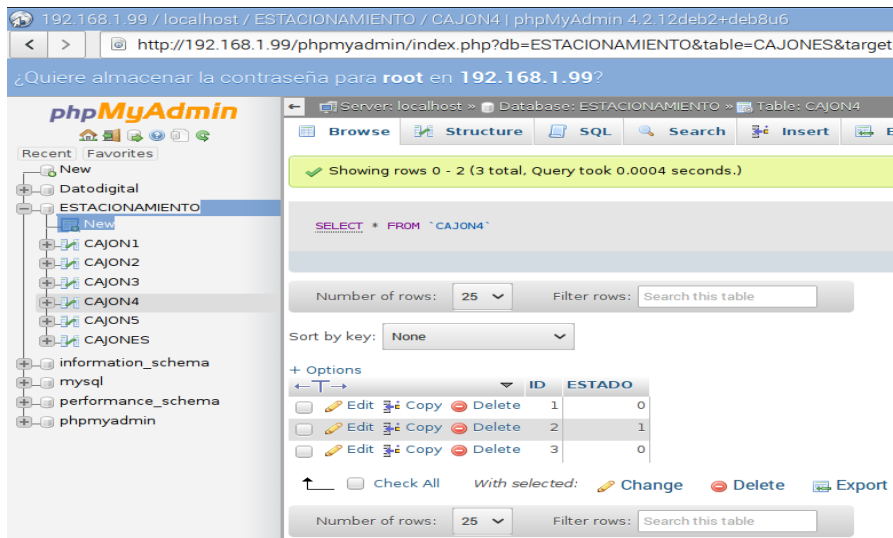 192.168.1.99 / localhost / ESTACIONAMIENTO / CAJON4 | phpMyAdmin 4.2.12deb2+deb8u6
http://192.168.1.99/phpmyadmin/index.php?db=ESTACIONAMIENTO&table=CAJONES&target
¿Quiere almacenar la contraseña para root en 192.168.1.99?
phpMyAdmin
Recent Favorites
New
Datodigital
ESTACIONAMIENTO
New
CAJON1
CAJON2
CAJON3
CAJON4
CAJON5
CAJONES
information_schema
mysql
performance_schema
phpmyadmin
Server: localhost » Database: ESTACIONAMIENTO » Table: CAJON4
Browse Structure SQL Search Insert E
Showing rows 0 - 2 (3 total, Query took 0.0004 seconds.)
SELECT * FROM `CAJON4`
Number of rows: 25 Filter rows: Search this table
Sort by key: None
+ Options
←T→ ID ESTADO
Edit Copy Delete 1 0
Edit Copy Delete 2 1
Edit Copy Delete 3 0
Check All With selected: Change Delete Export
Number of rows: 25 Filter rows: Search this table